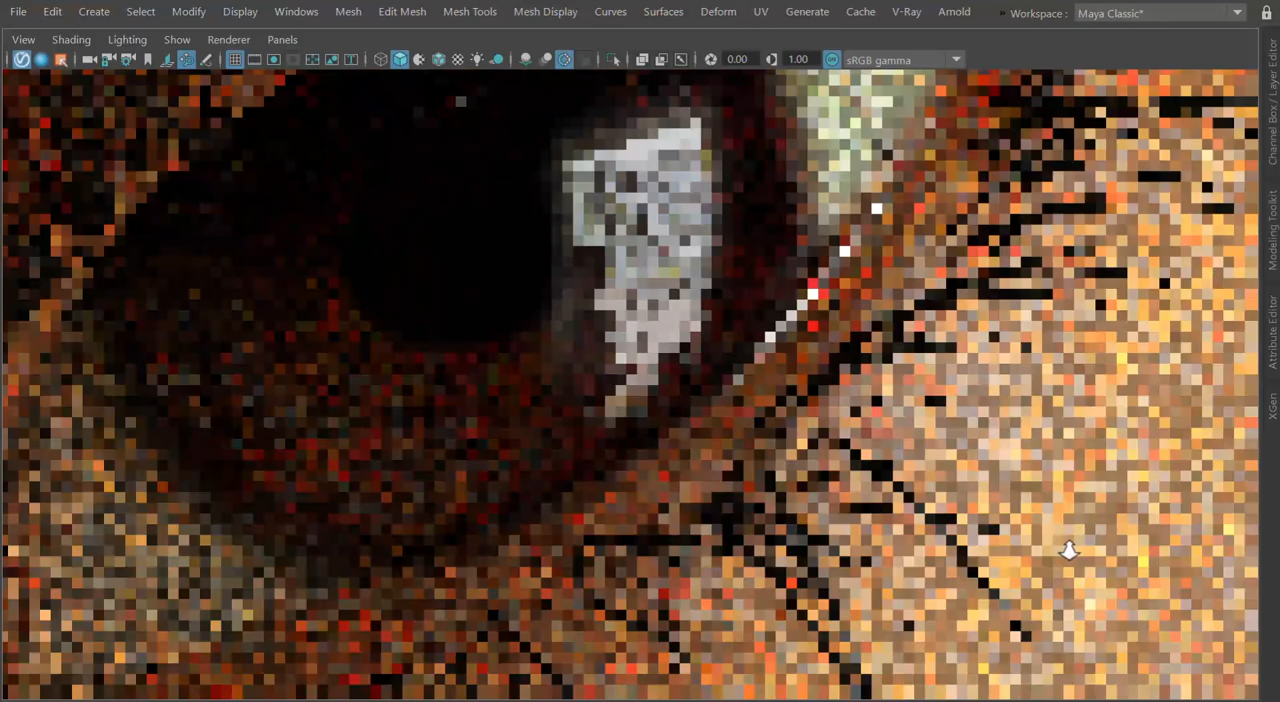 File Edit Create Select Modify Display Windows Mesh Edit Mesh Mesh Tools Mesh Display Curves Surfaces Deform UV Generate Cache V-Ray Arnold » Workspace : Maya Classic*
View Shading Lighting Show Renderer Panels
0.00 1.00 ON sRGB gamma
Channel Box / Layer Editor
Modeling Toolkit
Attribute Editor
XGen